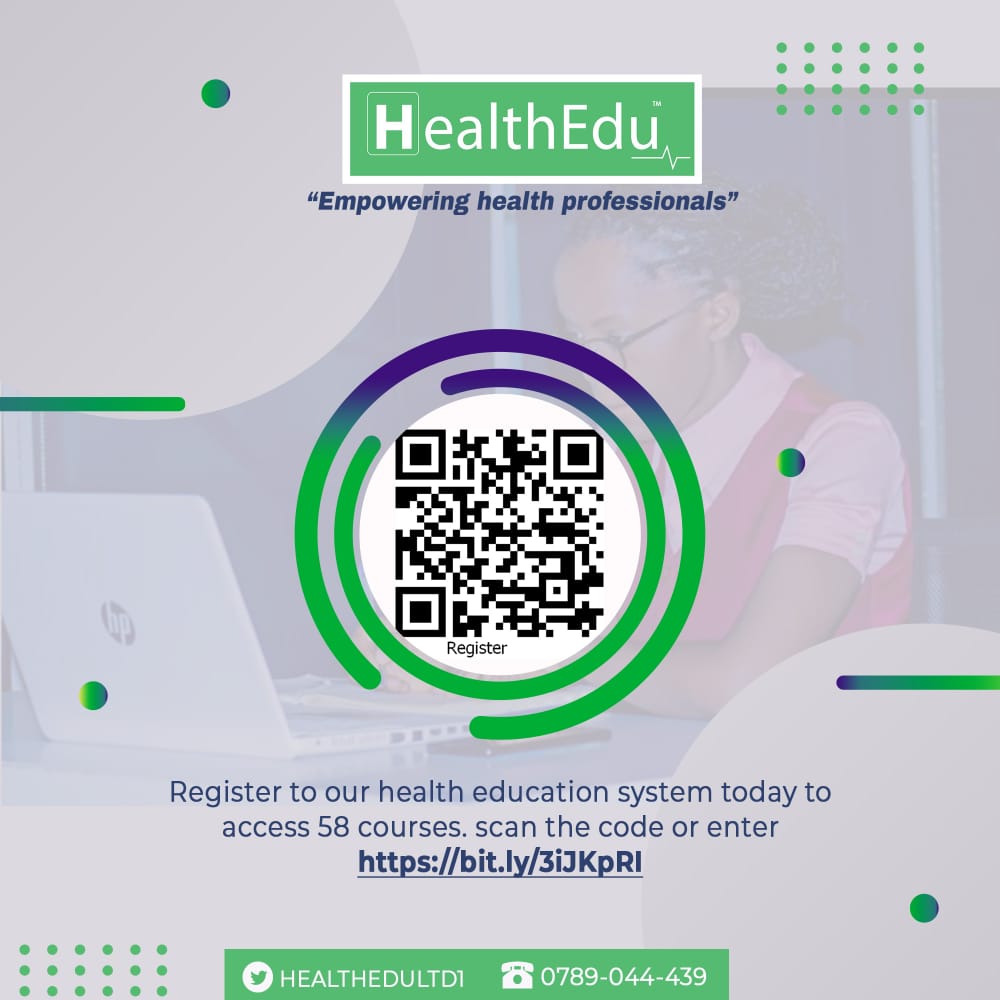 HealthEdu™
“Empowering health professionals”
hp
Register
Register to our health education system today to
access 58 courses. scan the code or enter
https://bit.ly/3iJKpRI
HEALTHEDULTD1 0789-044-439